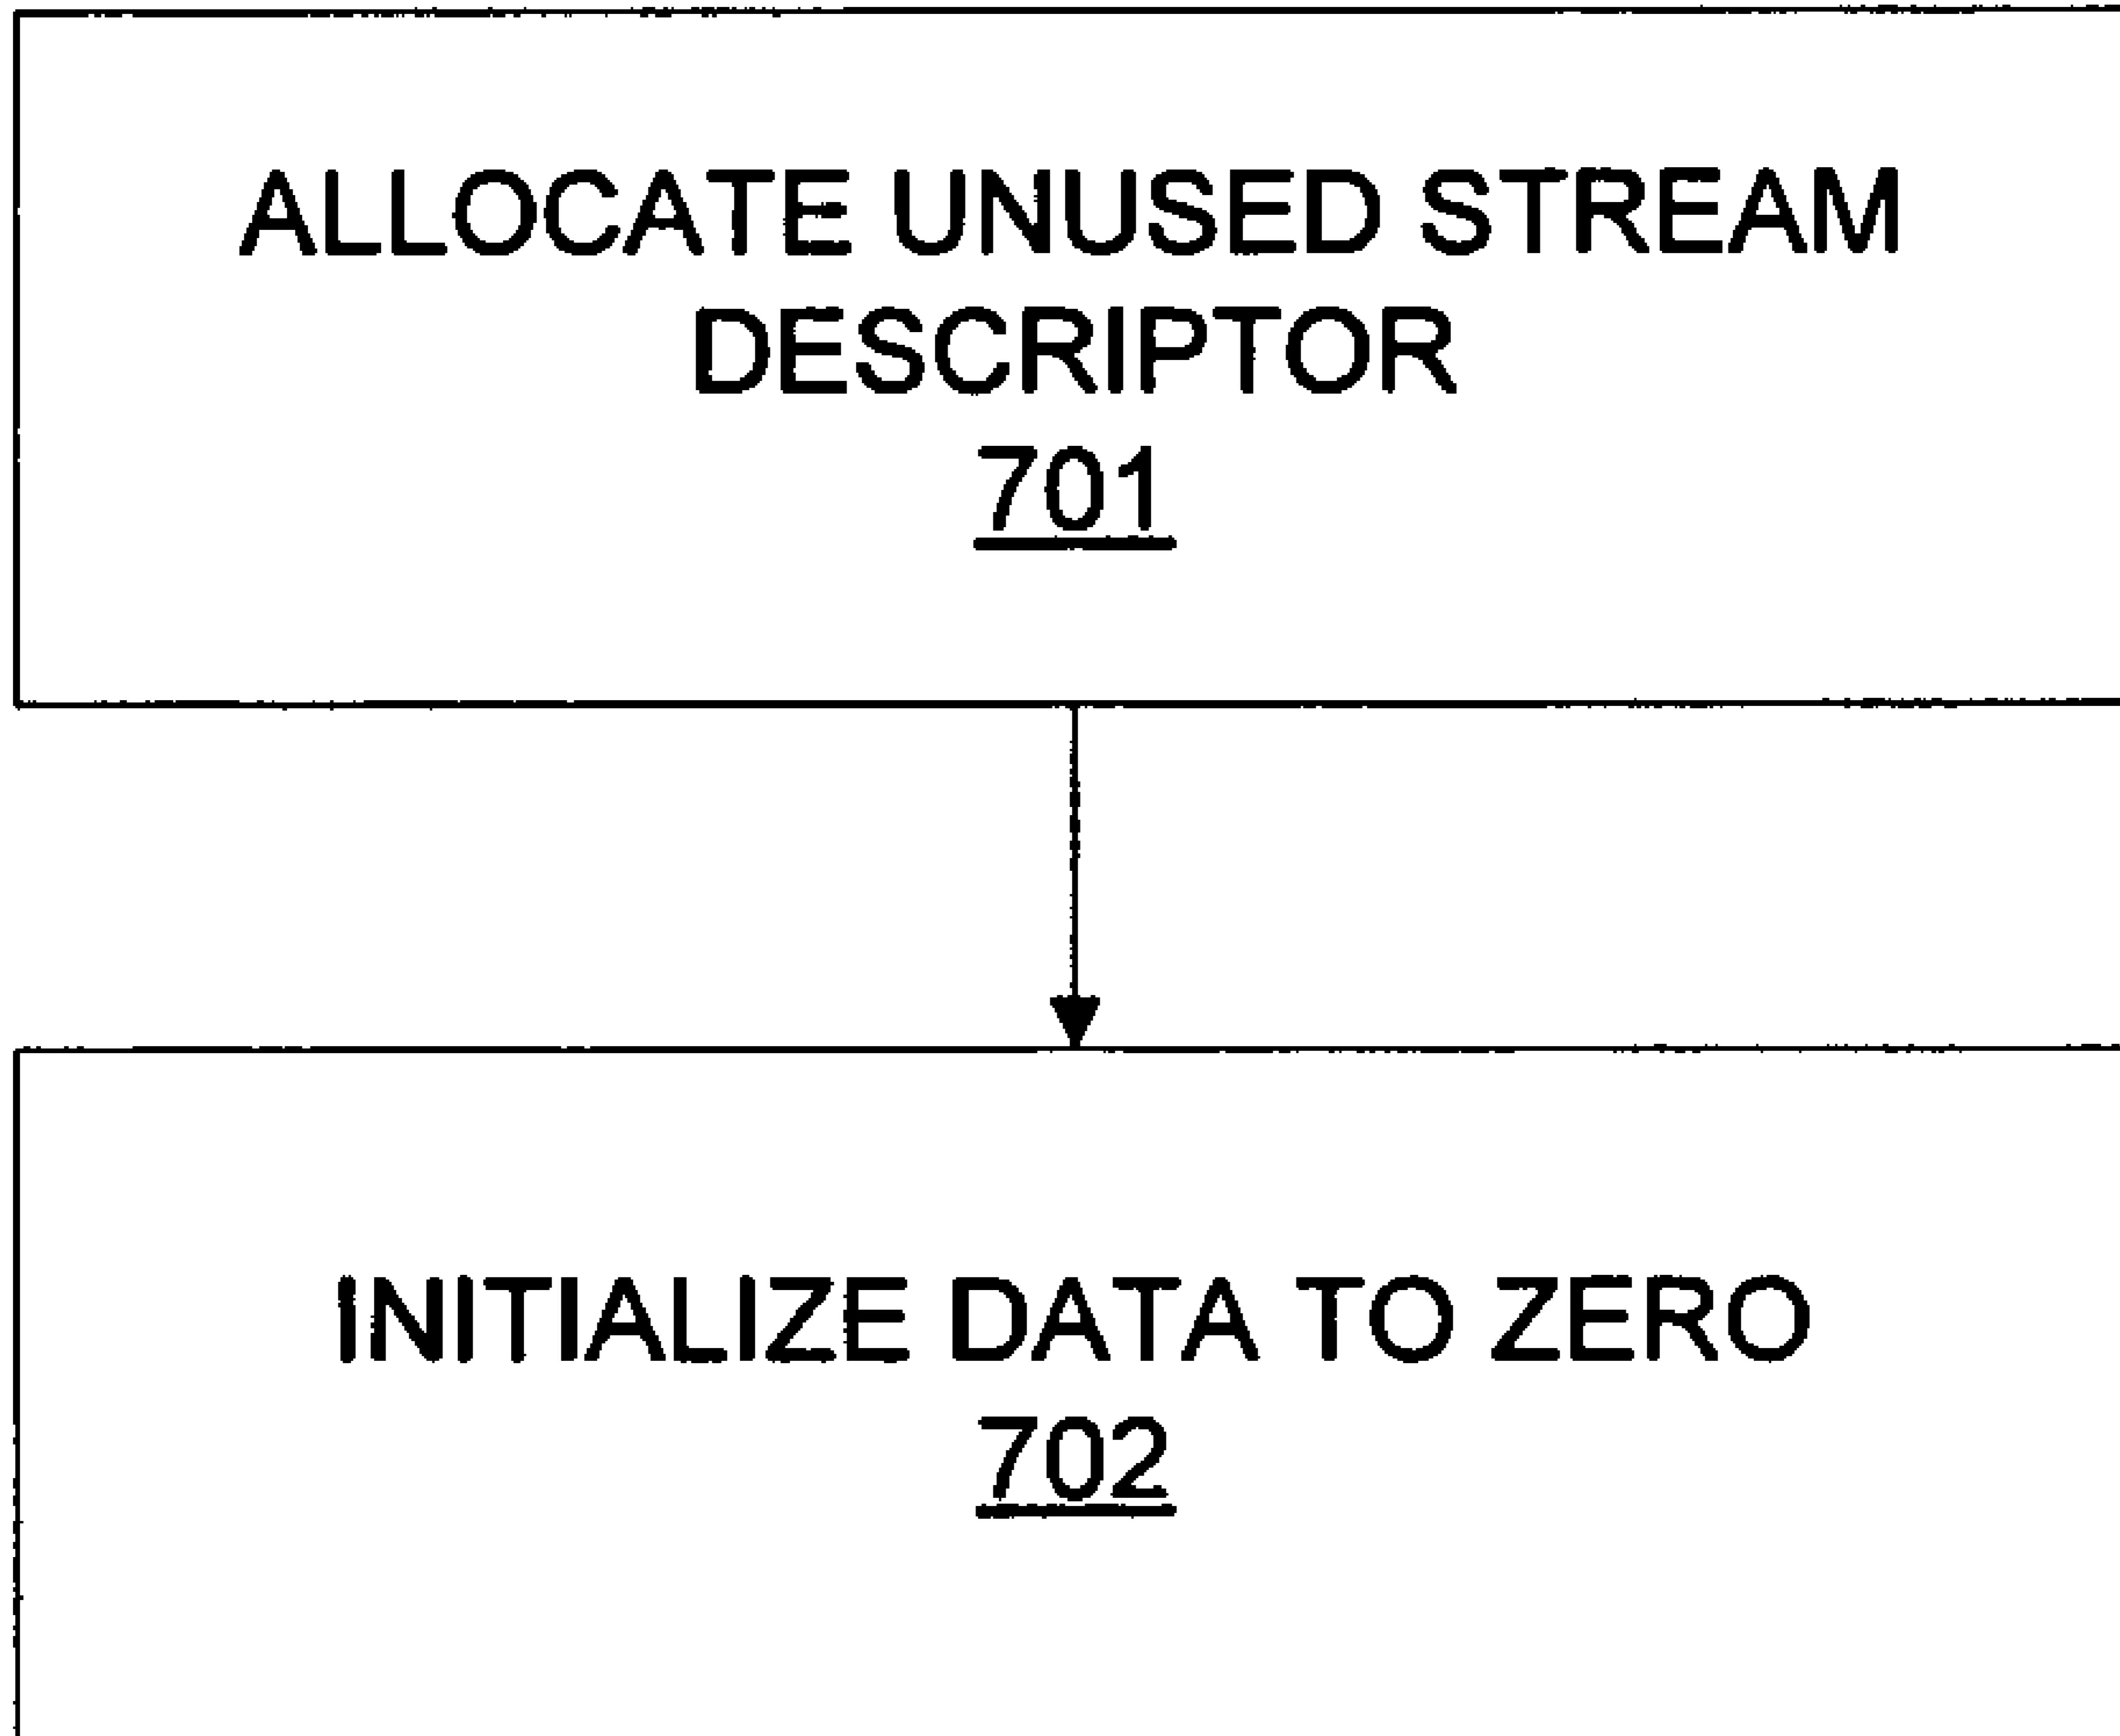 ALLOCATE UNUSED STREAM
DESCRIPTOR
701
INITIALIZE DATA TO ZERO
702